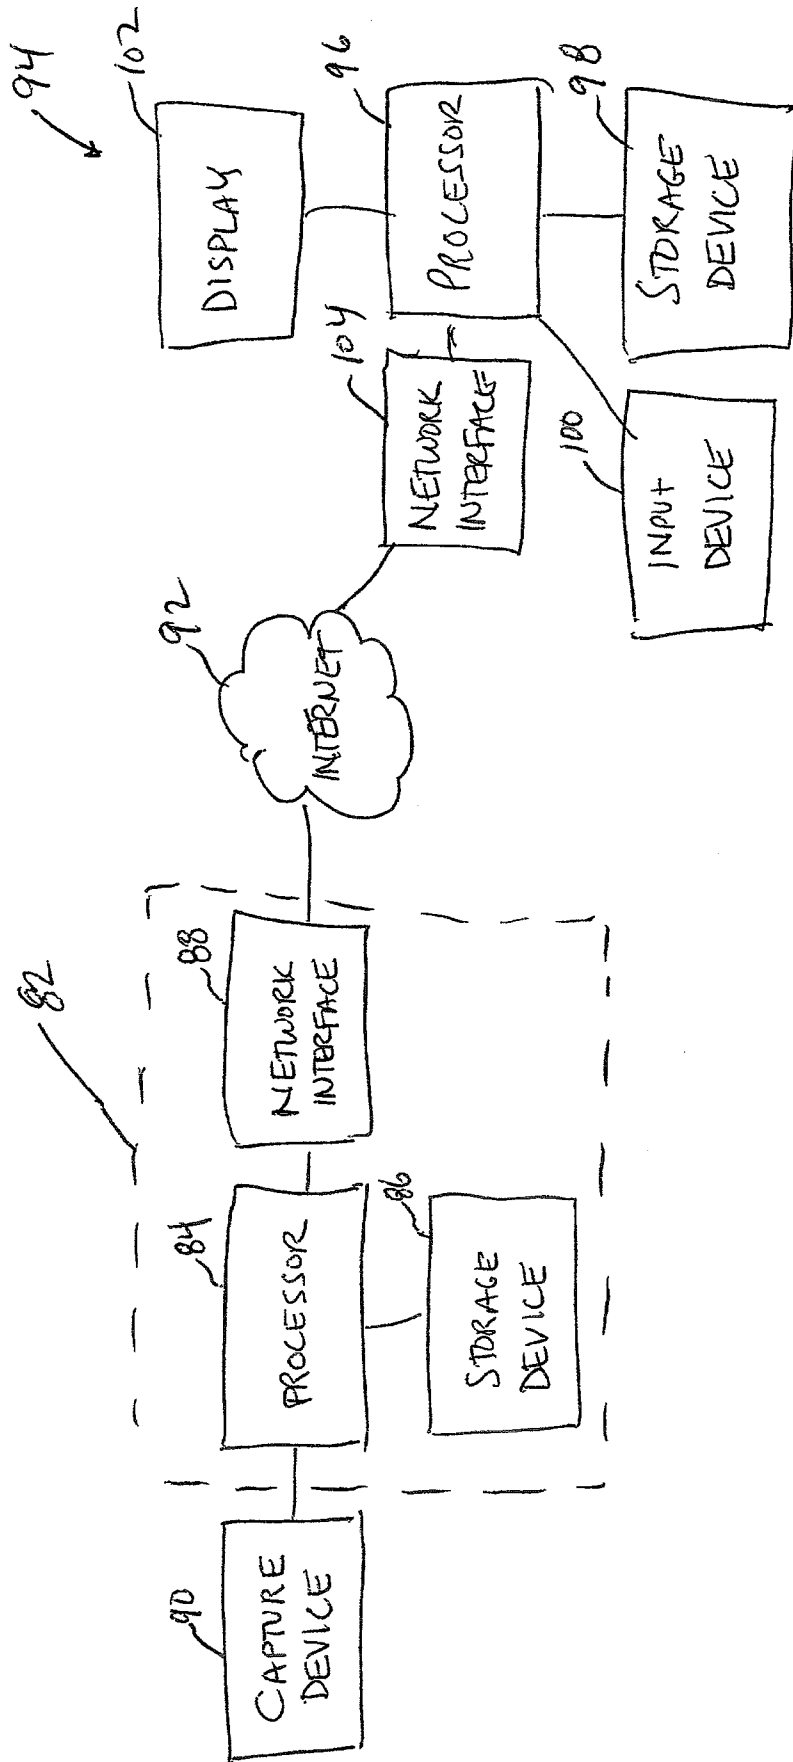 90
CAPTURE
DEVICE
82
84
PROCESSOR
86
STORAGE
DEVICE
88
NETWORK
INTERFACE
92
INTERNET
104
NETWORK
INTERFACE
94
102
DISPLAY
96
PROCESSOR
100
INPUT
DEVICE
98
STORAGE
DEVICE